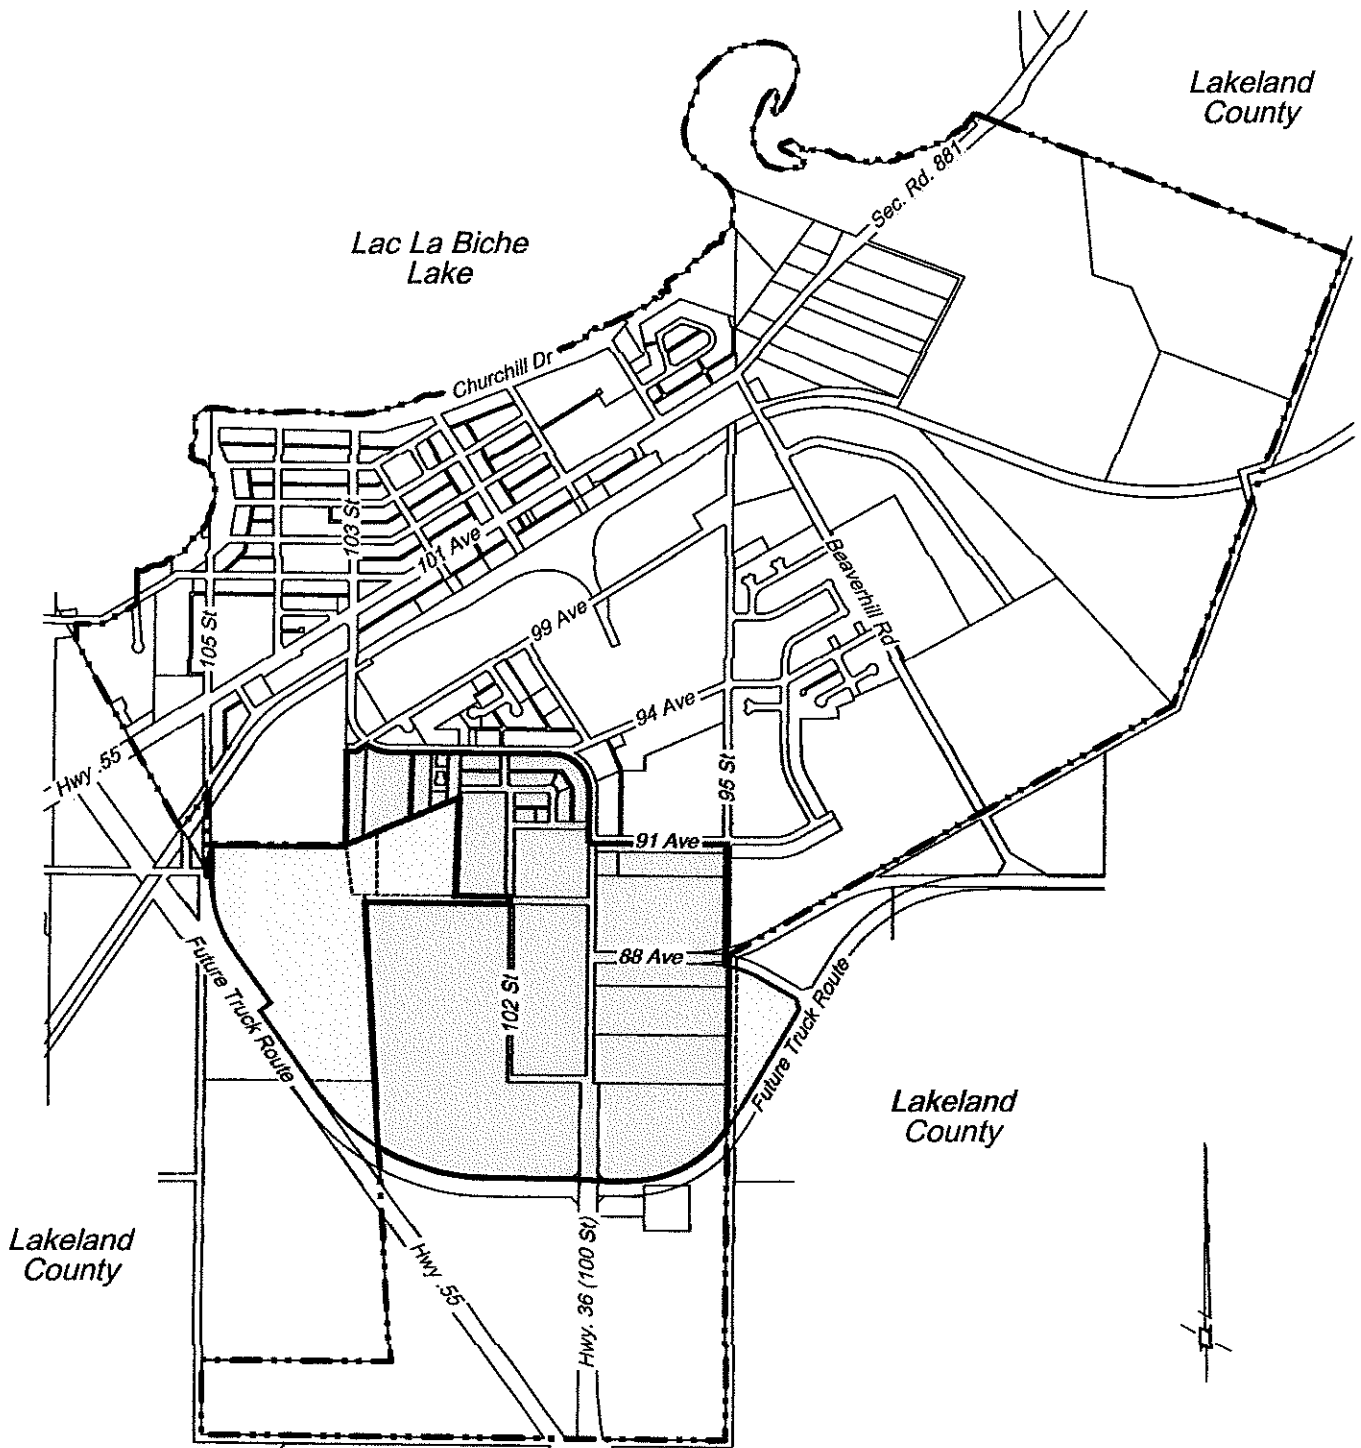 Lakeland
County
Sec. Rd. 881
Lac La Biche
Lake
Churchill Dr
103 St
101 Ave
Beaverhill Rd
99 Ave
105 St
94 Ave
Hwy .55
95 St
91 Ave
88 Ave
Future Truck Route
102 St
Future Truck Route
Lakeland
County
Lakeland
County
Hwy .55
Hwy. 36 (100 St)